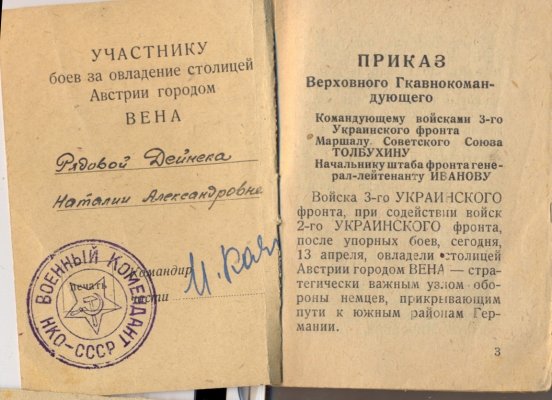 УЧАСТНИКУ
боев за овладение столицей
Австрии городом
ВЕНА
Рядовой Дейнека
Наталии Александровне
Командир
части
ВОЕННЫЙ КОМЕНДАНТ
НКО-СССР
печать
ПРИКАЗ
Верховного Гкавнокоман-
дующего
Командующему войсками 3-го
Украинского фронта
Маршалу Советского Союза
ТОЛБУХИНУ
Начальнику штаба фронта гене-
рал-лейтенанту ИВАНОВУ
Войска 3-го УКРАИНСКОГО
фронта, при содействии войск
2-го УКРАИНСКОГО фронта,
после упорных боев, сегодня,
13 апреля, овладели столицей
Австрии городом ВЕНА — стра-
тегически важным узлом обо-
роны немцев, прикрывающим
пути к южным районам Гер-
мании.
3